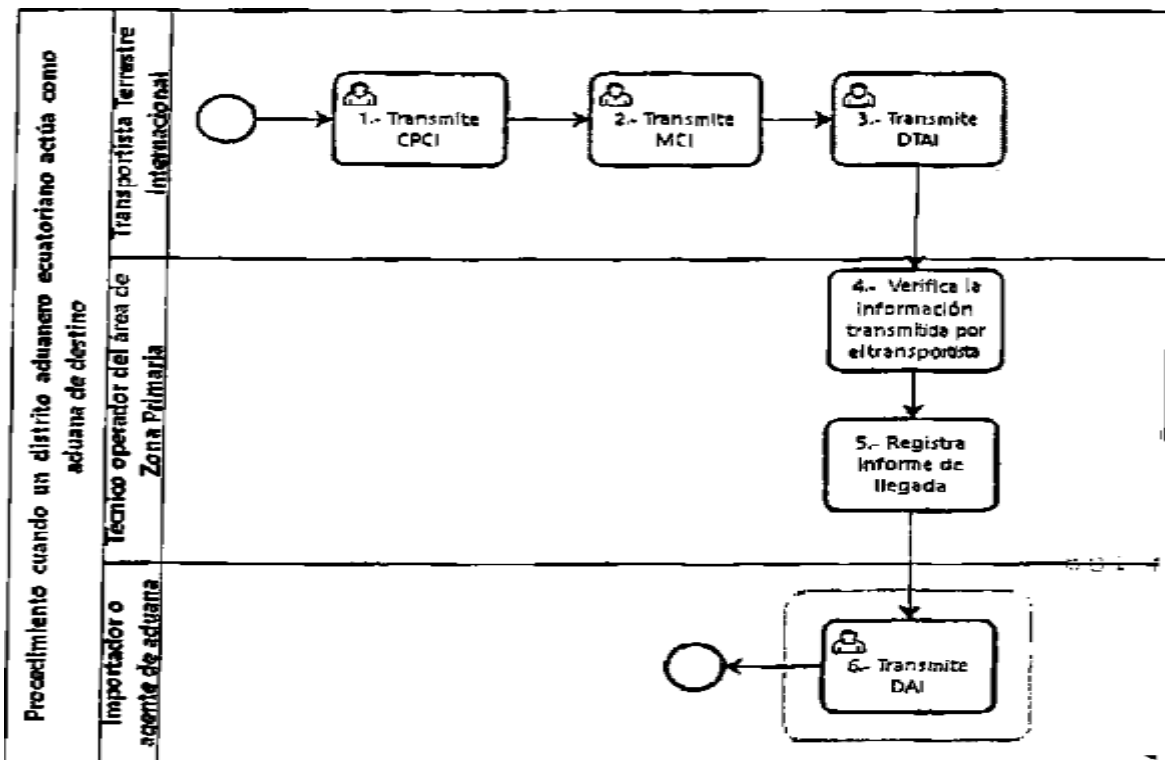 Procedimiento cuando un distrito aduanero ecuatoriano actúa como
aduana de destino
Transportista Terrestre
Internacional
1.- Transmite
CPCI
2.- Transmite
MCI
3.- Transmite
DTAI
Técnico operador del área de
Zona Primaria
4.- Verifica la
información
transmitida por
el transportista
5.- Registra
Informe de
llegada
Importador o
agente de aduana
6.- Transmite
DAI